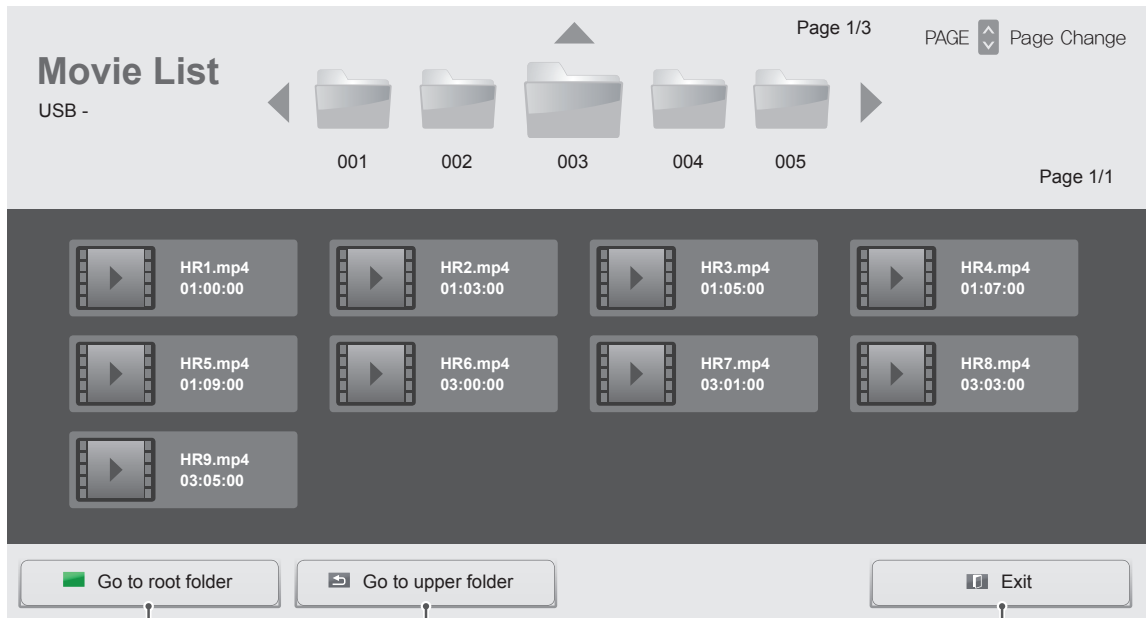 Page 1/3
PAGE Page Change
Movie List
USB -
001 002 003 004 005
Page 1/1
HR1.mp4
01:00:00
HR2.mp4
01:03:00
HR3.mp4
01:05:00
HR4.mp4
01:07:00
HR5.mp4
01:09:00
HR6.mp4
03:00:00
HR7.mp4
03:01:00
HR8.mp4
03:03:00
HR9.mp4
03:05:00
Go to root folder
Go to upper folder
Exit